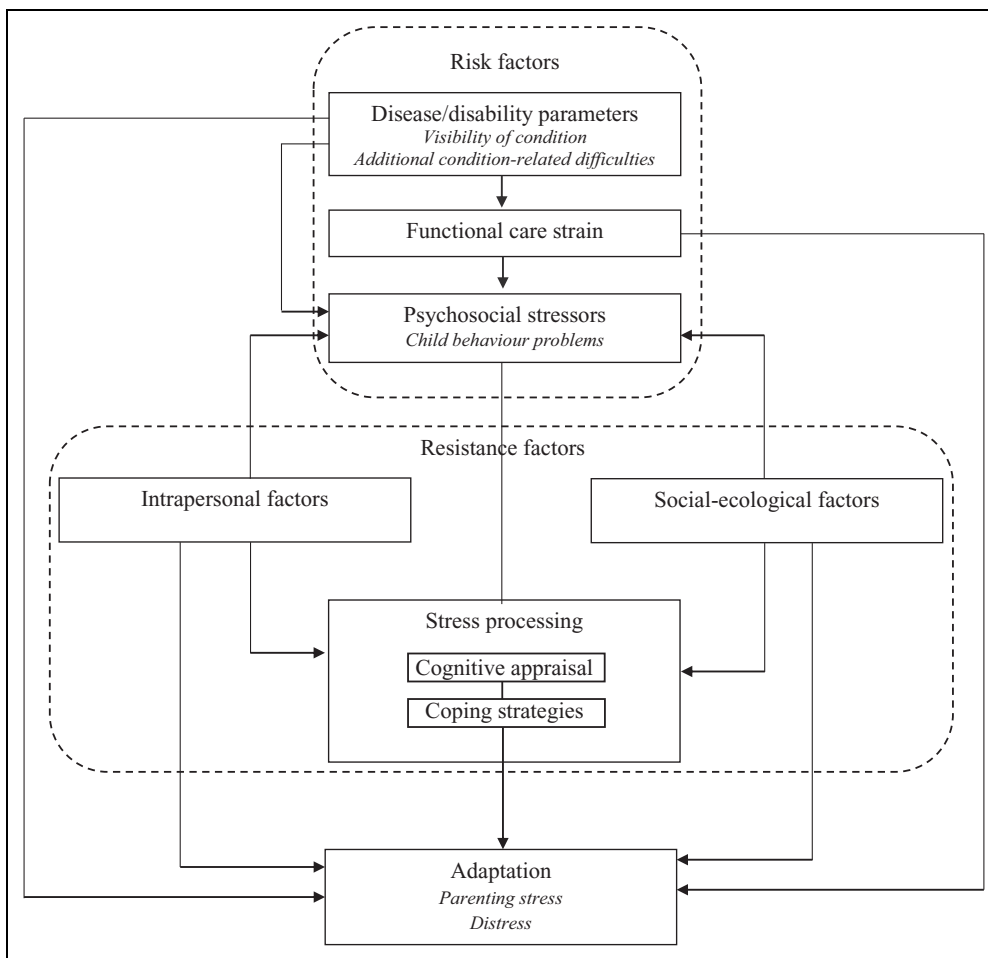 Risk factors
Disease/disability parameters
Visibility of condition
Additional condition-related difficulties
Functional care strain
Psychosocial stressors
Child behaviour problems
Resistance factors
Intrapersonal factors
Social-ecological factors
Stress processing
Cognitive appraisal
Coping strategies
Adaptation
Parenting stress
Distress